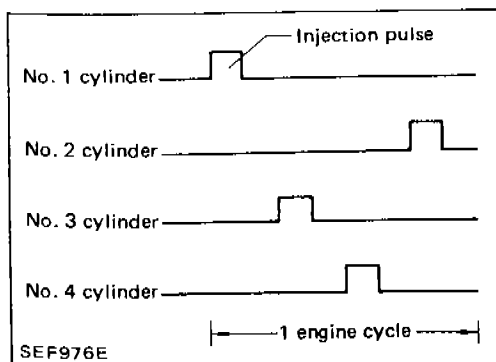 Injection pulse
No. 1 cylinder
No. 2 cylinder
No. 3 cylinder
No. 4 cylinder
1 engine cycle
SEF976E